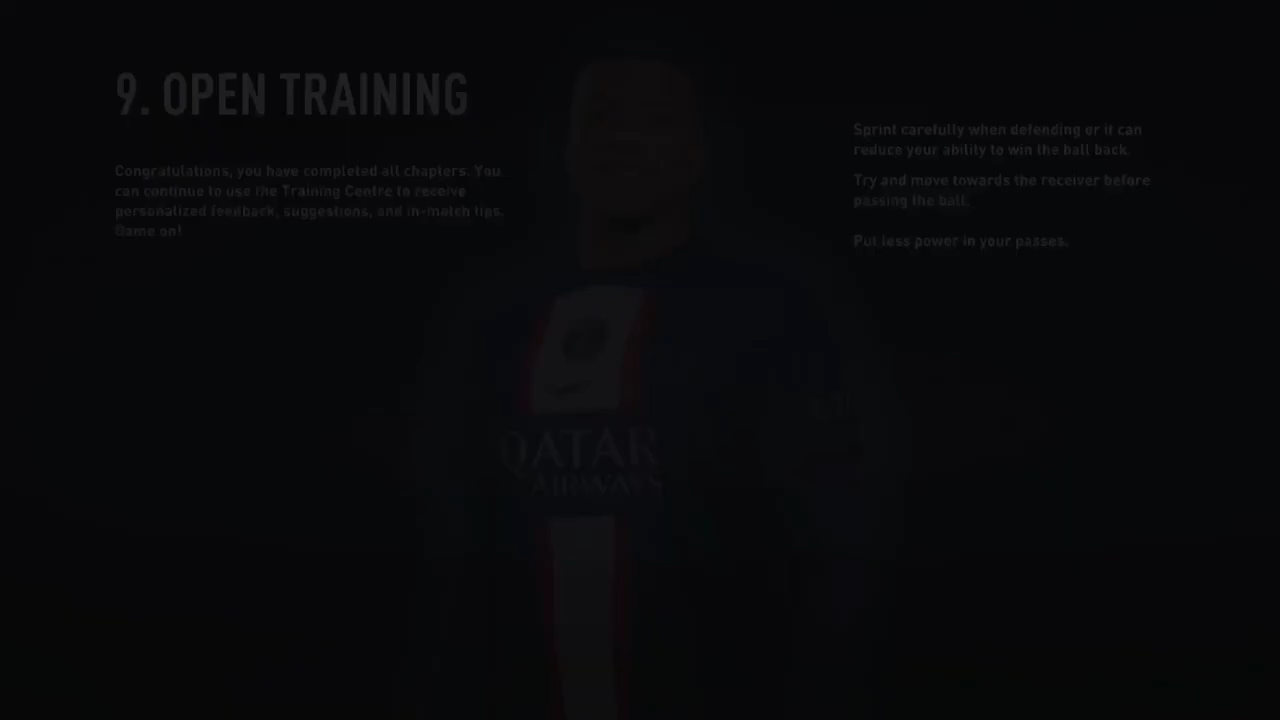 9. OPEN TRAINING
Congratulations, you have completed all chapters. You
can continue to use the Training Centre to receive
personalized feedback, suggestions, and in-match tips.
Game on!
Sprint carefully when defending or it can
reduce your ability to win the ball back.
Try and move towards the receiver before
passing the ball.
Put less power in your passes.
QATAR
AIRWAYS